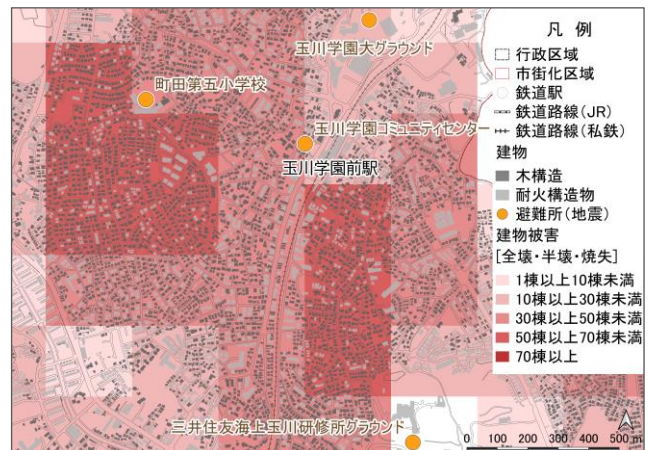 玉川学園大グラウンド
町田第五小学校
玉川学園コミュニティセンター
玉川学園前駅
三井住友海上玉川研修所グラウンド
凡 例
行政区域
市街化区域
鉄道駅
鉄道路線(JR)
鉄道路線(私鉄)
建物
木構造
耐火構造物
避難所(地震)
建物被害
[全壊・半壊・焼失]
1棟以上10棟未満
10棟以上30棟未満
30棟以上50棟未満
50棟以上70棟未満
70棟以上
0 100 200 300 400 500 m